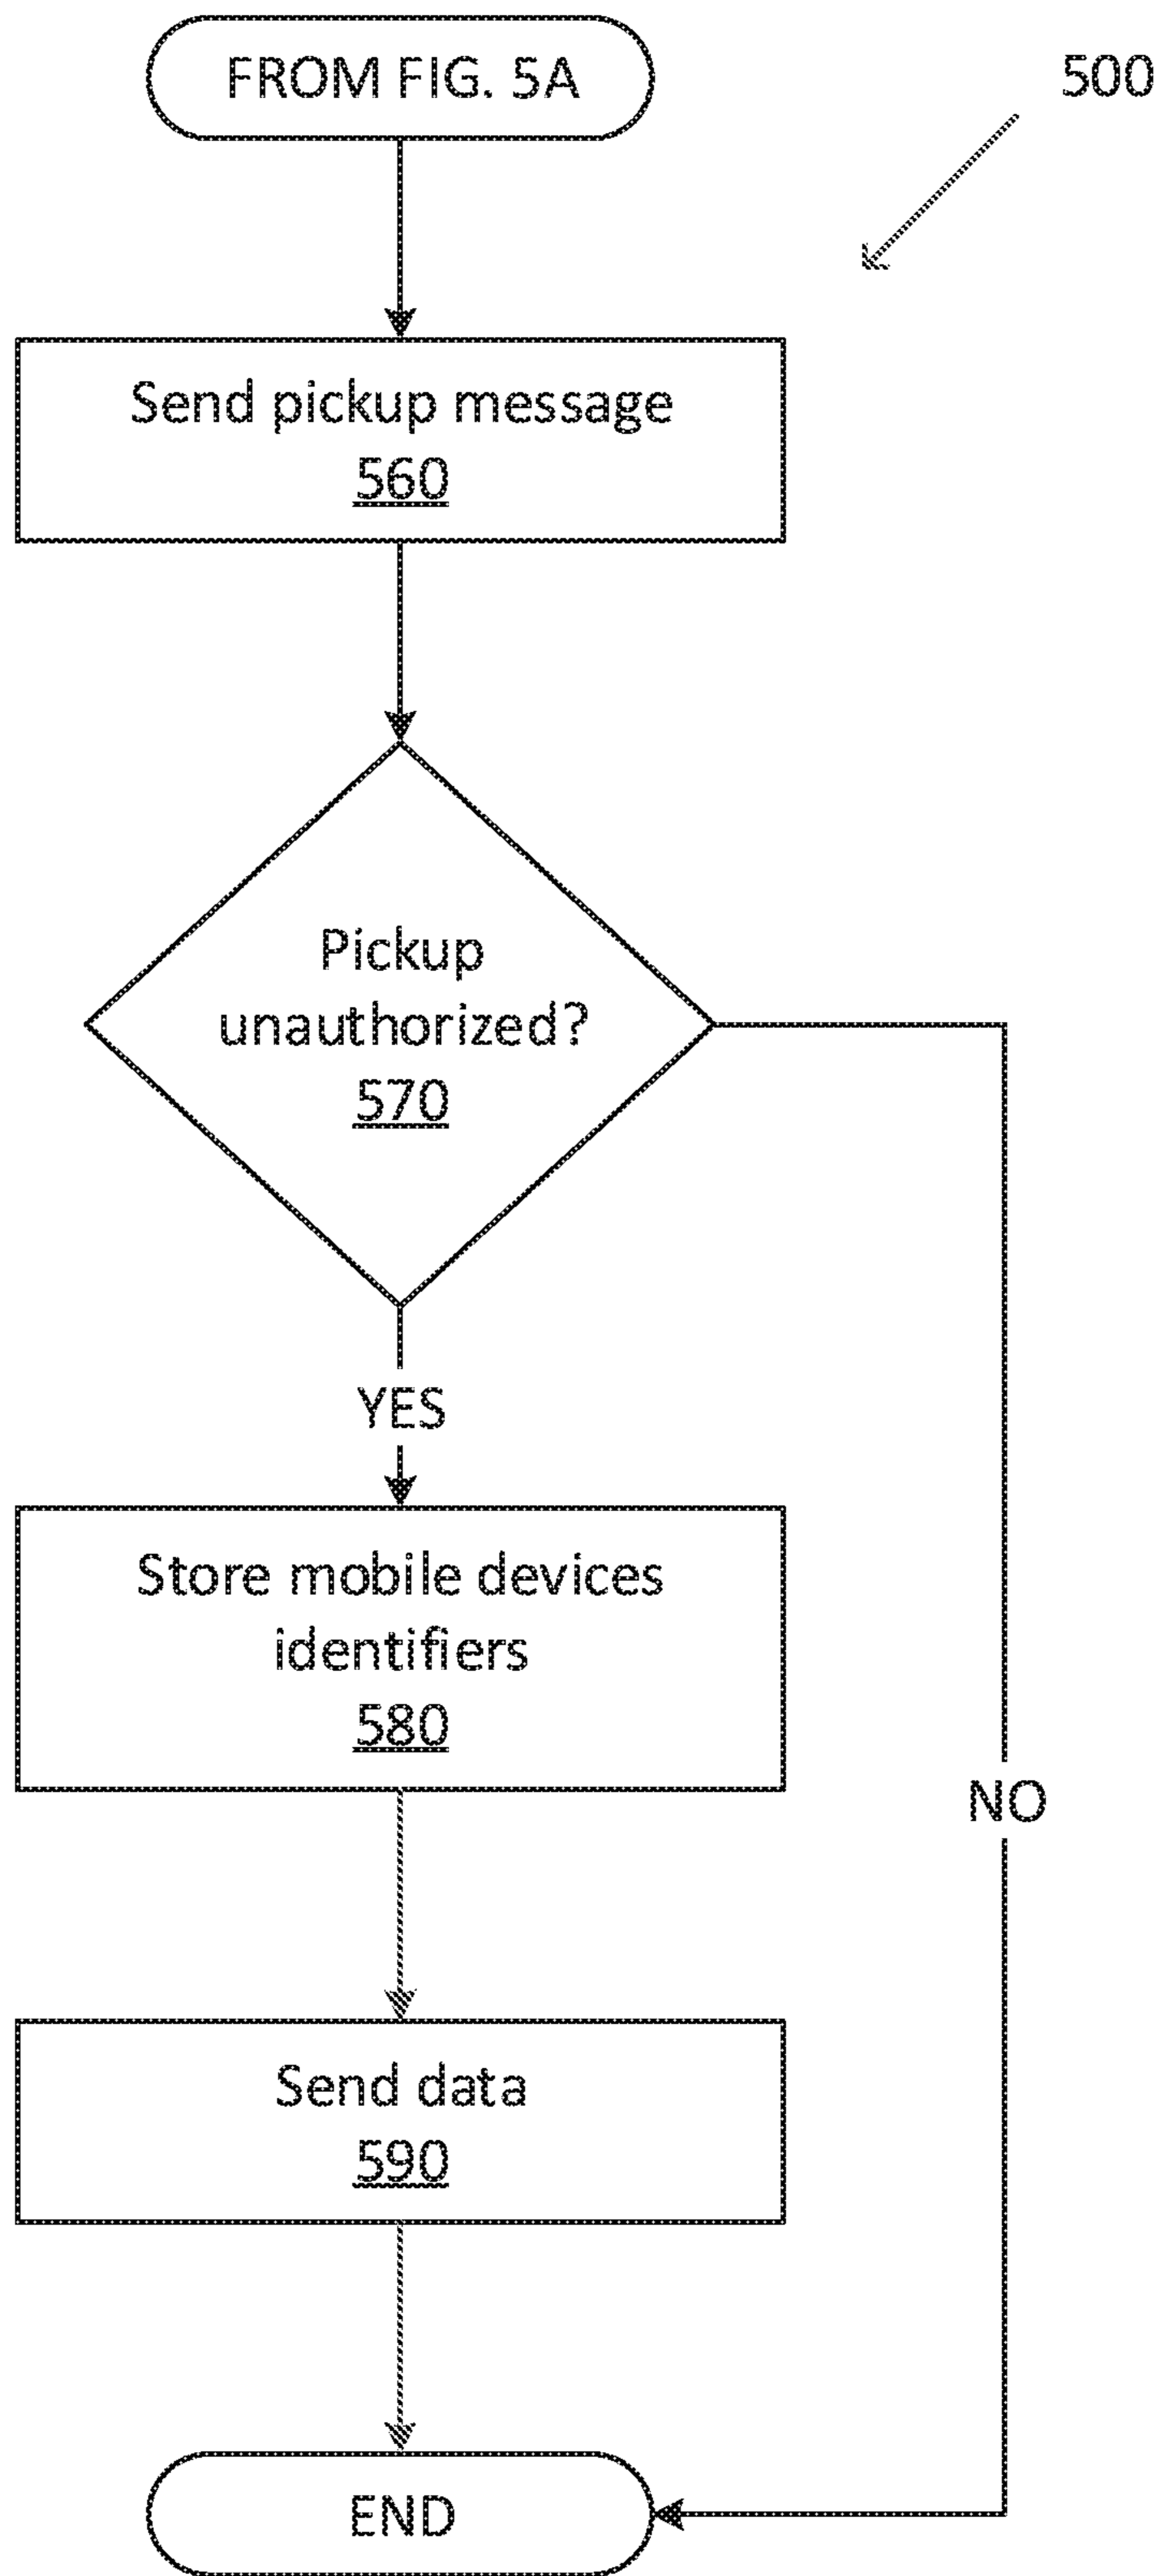 FROM FIG. 5A
500
Send pickup message
560
Pickup
unauthorized?
570
YES
Store mobile devices
identifiers
580
NO
Send data
590
END